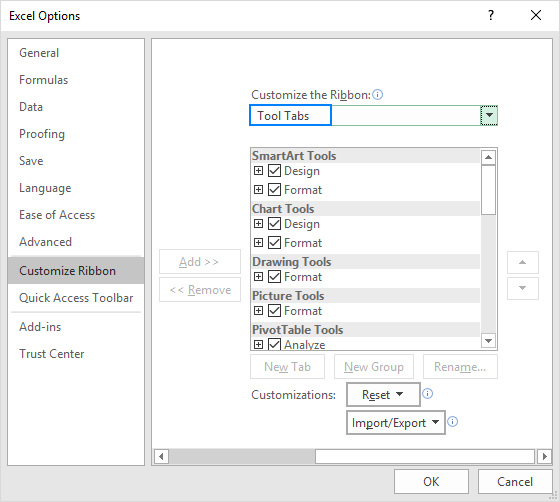 Excel Options
?
General
Formulas
Data
Proofing
Save
Language
Ease of Access
Advanced
Customize Ribbon
Quick Access Toolbar
Add-ins
Trust Center
Add >>
<< Remove
Customize the Ribbon:
Tool Tabs
SmartArt Tools
Design
Format
Chart Tools
Design
Format
Drawing Tools
Format
Picture Tools
Format
PivotTable Tools
Analyze
New Tab
New Group
Rename...
Customizations:
Reset
Import/Export
OK
Cancel